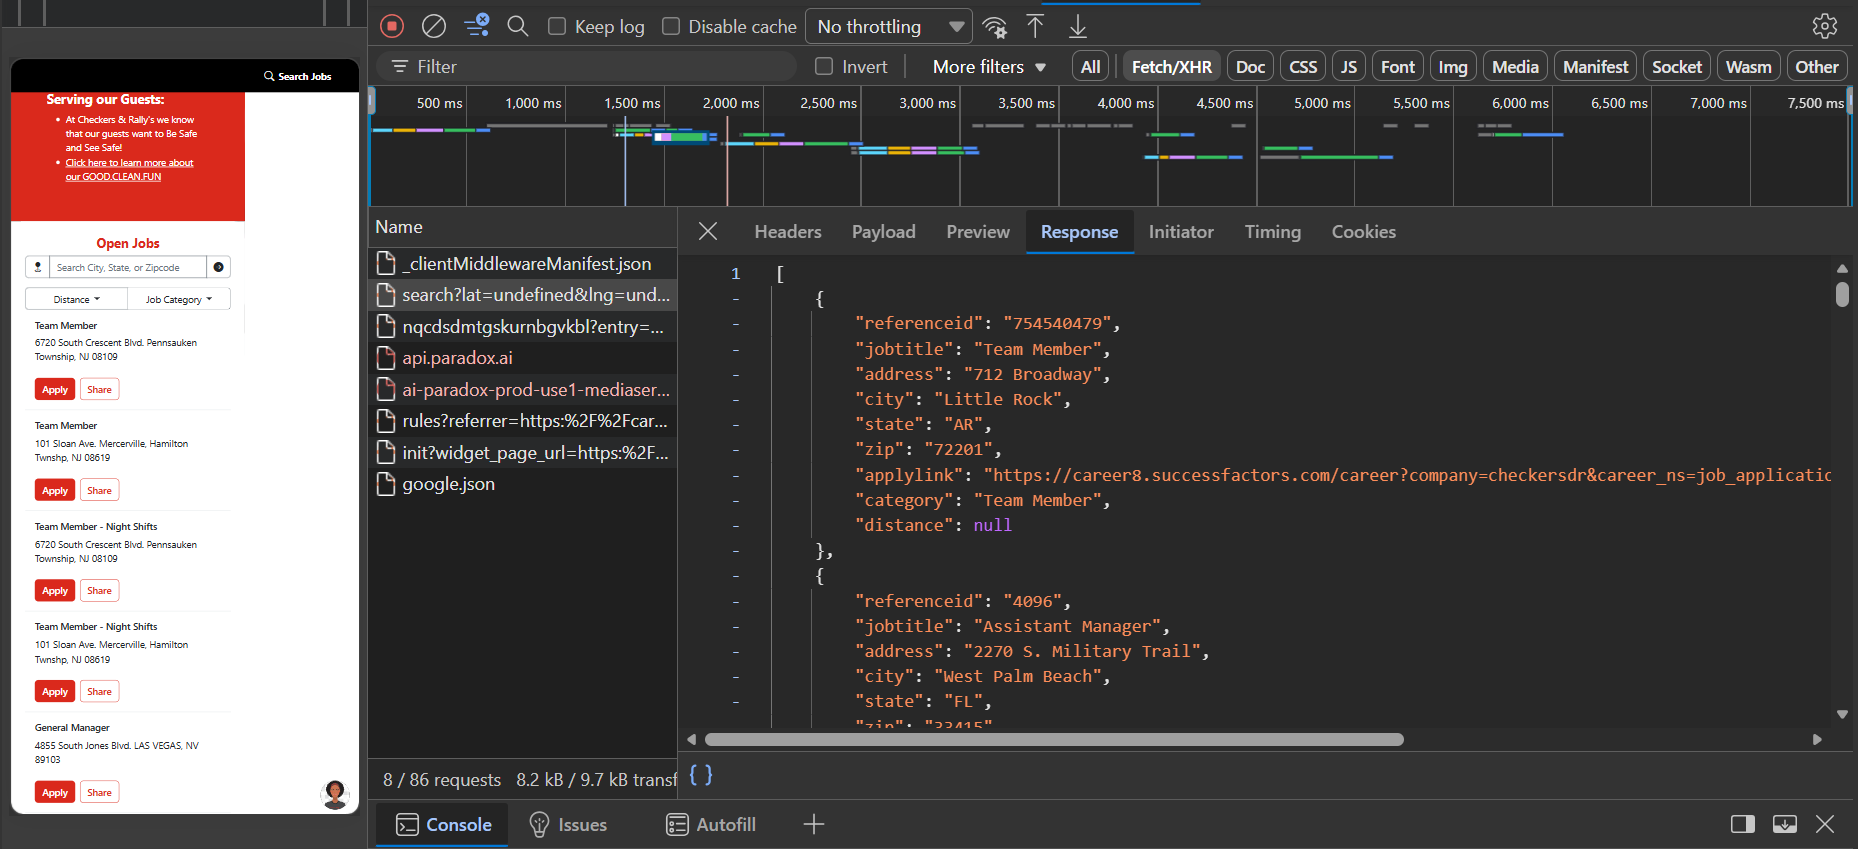 Search Jobs
Serving our Guests:
• At Checkers & Rally's we know
that our guests want to Be Safe
and See Safe!
• Click here to learn more about
our GOOD.CLEAN.FUN
Open Jobs
Search City, State, or Zipcode
Distance
Job Category
Team Member
6720 South Crescent Blvd. Pennsauken
Township, NJ 08109
Apply
Share
Team Member
101 Sloan Ave. Mercerville, Hamilton
Twnshp, NJ 08619
Apply
Share
Team Member - Night Shifts
6720 South Crescent Blvd. Pennsauken
Township, NJ 08109
Apply
Share
Team Member - Night Shifts
101 Sloan Ave. Mercerville, Hamilton
Twnshp, NJ 08619
Apply
Share
General Manager
4855 South Jones Blvd. LAS VEGAS, NV
89103
Apply
Share
Keep log
Disable cache
No throttling
Filter
Invert
More filters
All
Fetch/XHR
Doc
CSS
JS
Font
Img
Media
Manifest
Socket
Wasm
Other
500 ms
1,000 ms
1,500 ms
2,000 ms
2,500 ms
3,000 ms
3,500 ms
4,000 ms
4,500 ms
5,000 ms
5,500 ms
6,000 ms
6,500 ms
7,000 ms
7,500 ms
Name
_clientMiddlewareManifest.json
search?lat=undefined&lng=und...
nqcdsdmtgskurnbgvkbl?entry=...
api.paradox.ai
ai-paradox-prod-use1-mediaser...
rules?referrer=https:%2F%2Fcar...
init?widget_page_url=https:%2F...
google.json
8 / 86 requests
8.2 kB / 9.7 kB transf
Headers
Payload
Preview
Response
Initiator
Timing
Cookies
1 [
- {
- "referenceid": "754540479",
- "jobtitle": "Team Member",
- "address": "712 Broadway",
- "city": "Little Rock",
- "state": "AR",
- "zip": "72201",
- "applylink": "https://career8.successfactors.com/career?company=checkersdr&career_ns=job_applicatio
- "category": "Team Member",
- "distance": null
- },
- {
- "referenceid": "4096",
- "jobtitle": "Assistant Manager",
- "address": "2270 S. Military Trail",
- "city": "West Palm Beach",
- "state": "FL",
- "zip": "33415"
{ }
Console
Issues
Autofill